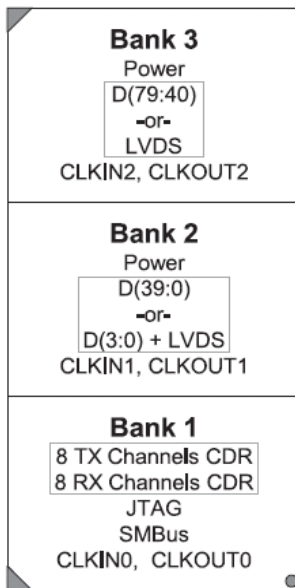 Bank 3
Power
D(79:40)
-or-
LVDS
CLKIN2, CLKOUT2
Bank 2
Power
D(39:0)
-or-
D(3:0) + LVDS
CLKIN1, CLKOUT1
Bank 1
8 TX Channels CDR
8 RX Channels CDR
JTAG
SMBus
CLKIN0, CLKOUT0